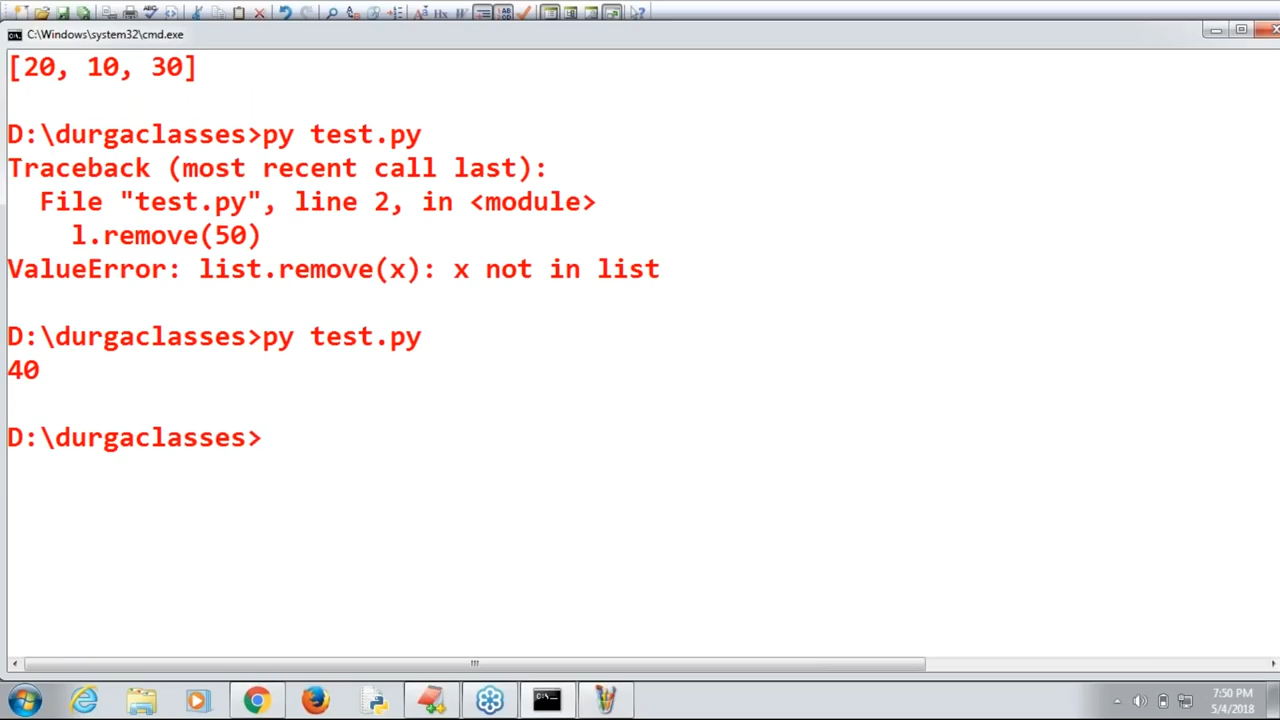 C:\Windows\system32\cmd.exe
[20, 10, 30]
D:\durgaclasses>py test.py
Traceback (most recent call last):
  File "test.py", line 2, in <module>
    l.remove(50)
ValueError: list.remove(x): x not in list
D:\durgaclasses>py test.py
40
D:\durgaclasses>
7:50 PM
5/4/2018